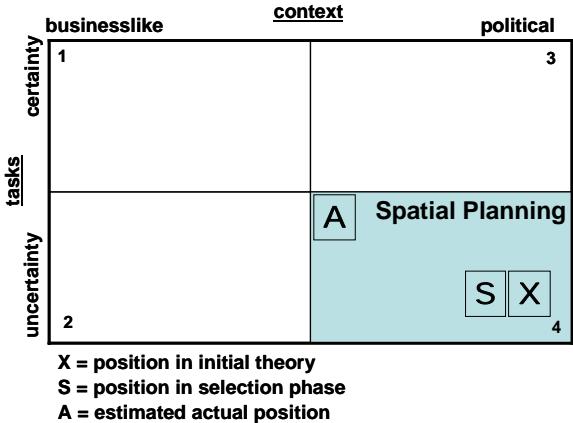 context
businesslike
political
certainty
1
3
tasks
A
Spatial Planning
uncertainty
S
X
2
4
X = position in initial theory
S = position in selection phase
A = estimated actual position